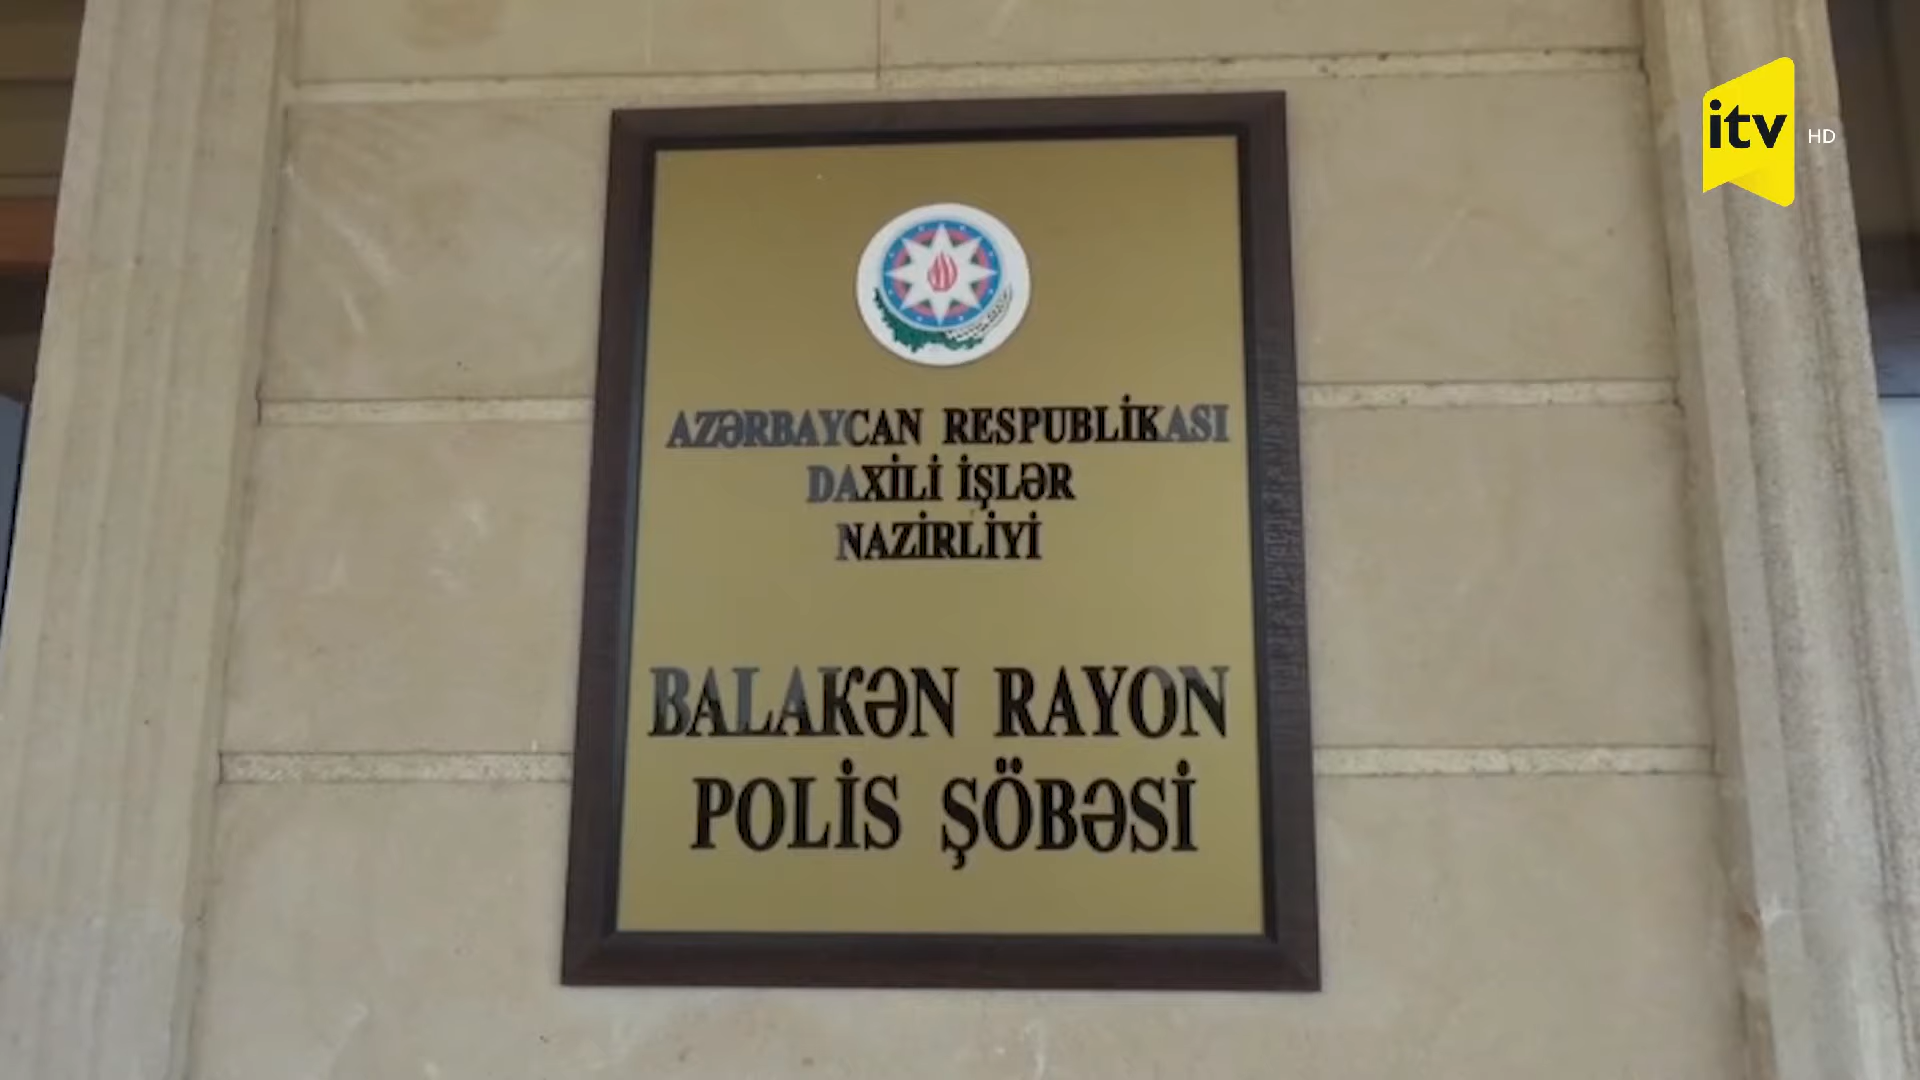 itv HD
AZƏRBAYCAN RESPUBLİKASI
DAXİLİ İŞLƏR
NAZİRLİYİ
BALAKƏN RAYON
POLİS ŞÖBƏSİ